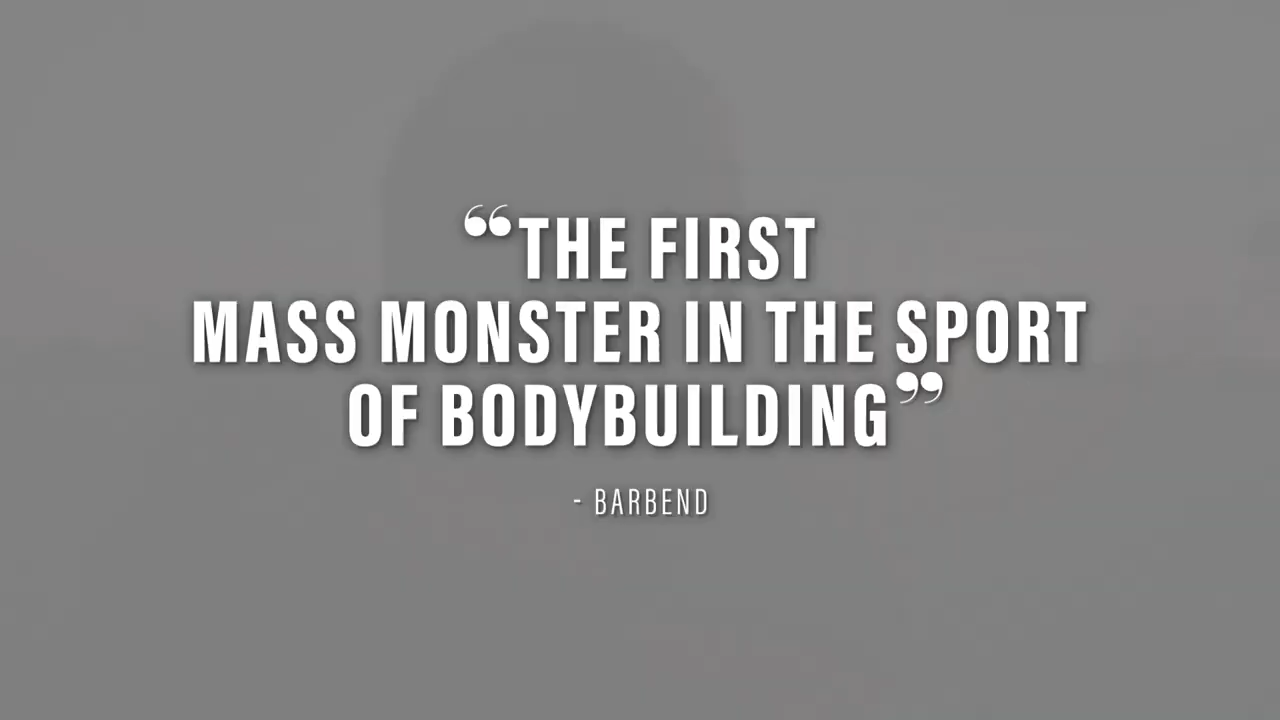 “THE FIRST
MASS MONSTER IN THE SPORT
OF BODYBUILDING”
- BARBEND